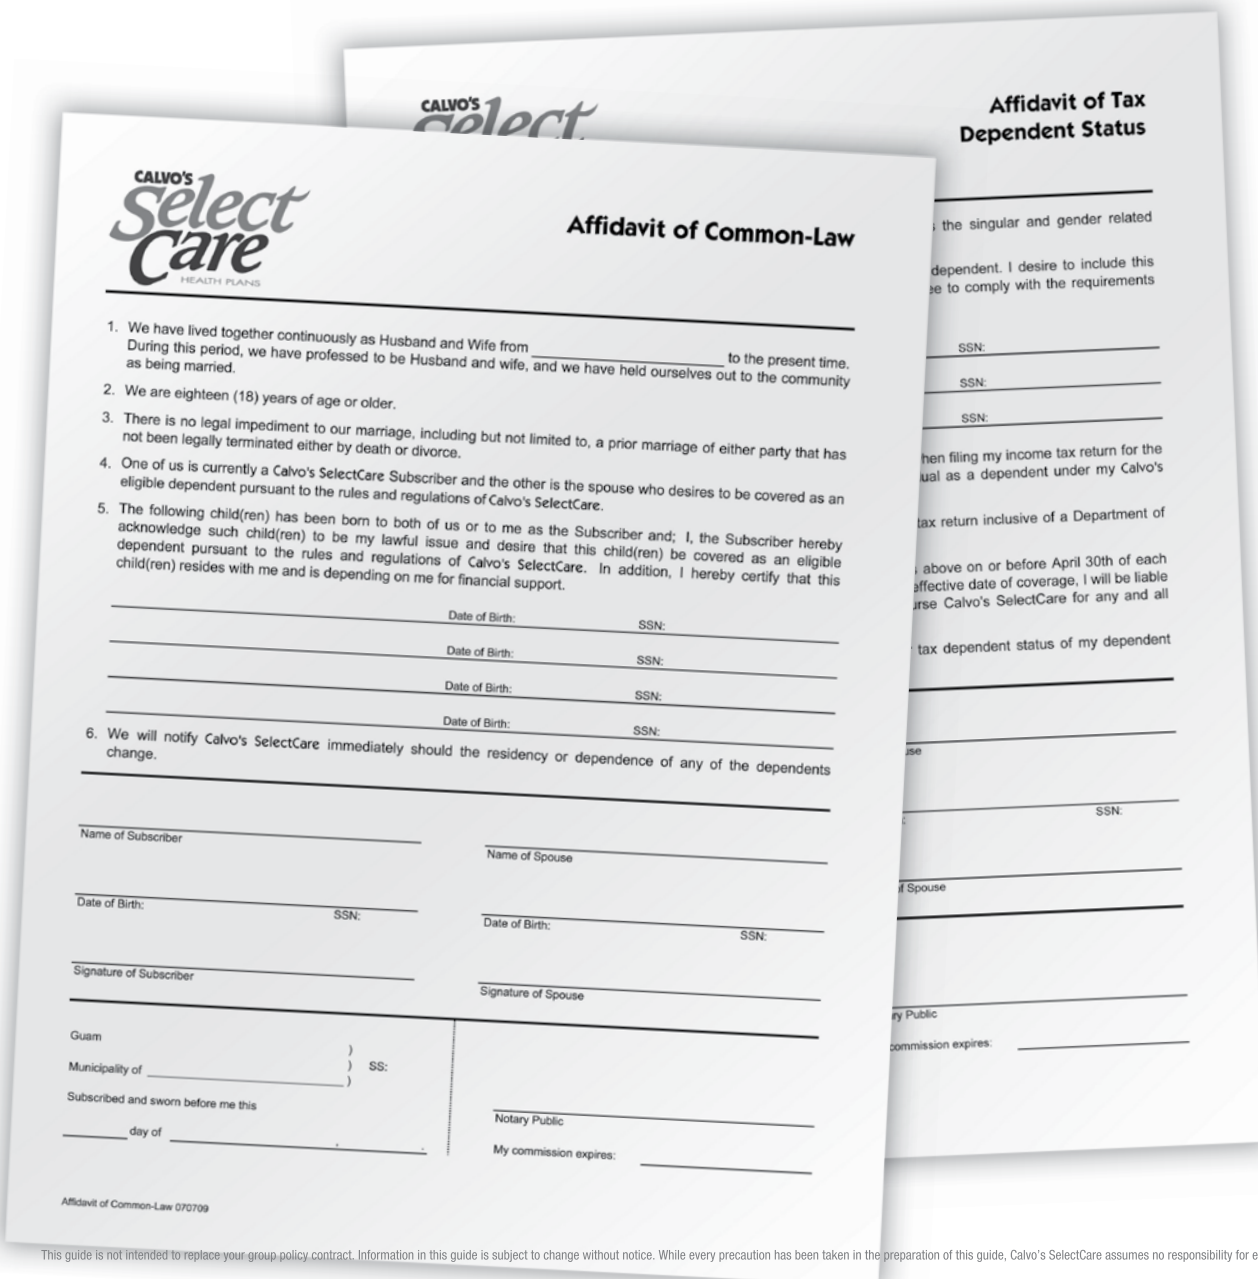 CALVO'S
Select
Affidavit of Tax
Dependent Status
the singular and gender related
dependent. I desire to include this
to comply with the requirements
SSN:
SSN:
SSN:
filing my income tax return for the
as a dependent under my Calvo's
tax return inclusive of a Department of
above on or before April 30th of each
effective date of coverage, I will be liable
Calvo's SelectCare for any and all
tax dependent status of my dependent
SSN:
of Spouse
Public
commission expires:
CALVO'S
Select
Care
HEALTH PLANS
Affidavit of Common-Law
1. We have lived together continuously as Husband and Wife from ____________ to the present time.
During this period, we have professed to be Husband and wife, and we have held ourselves out to the community
as being married.
2. We are eighteen (18) years of age or older.
3. There is no legal impediment to our marriage, including but not limited to, a prior marriage of either party that has
not been legally terminated either by death or divorce.
4. One of us is currently a Calvo's SelectCare Subscriber and the other is the spouse who desires to be covered as an
eligible dependent pursuant to the rules and regulations of Calvo's SelectCare.
5. The following child(ren) has been born to both of us or to me as the Subscriber and; I, the Subscriber hereby
acknowledge such child(ren) to be my lawful issue and desire that this child(ren) be covered as an eligible
dependent pursuant to the rules and regulations of Calvo's SelectCare. In addition, I hereby certify that this
child(ren) resides with me and is depending on me for financial support.
Date of Birth: SSN:
Date of Birth: SSN:
Date of Birth: SSN:
Date of Birth: SSN:
6. We will notify Calvo's SelectCare immediately should the residency or dependence of any of the dependents
change.
Name of Subscriber
Name of Spouse
Date of Birth: SSN:
Date of Birth: SSN:
Signature of Subscriber
Signature of Spouse
Guam )
) SS:
Municipality of ____________ )
Subscribed and sworn before me this
______ day of ____________, ______.
Notary Public
My commission expires: ____________
Affidavit of Common-Law 070709
This guide is not intended to replace your group policy contract. Information in this guide is subject to change without notice. While every precaution has been taken in the preparation of this guide, Calvo's SelectCare assumes no responsibility for e